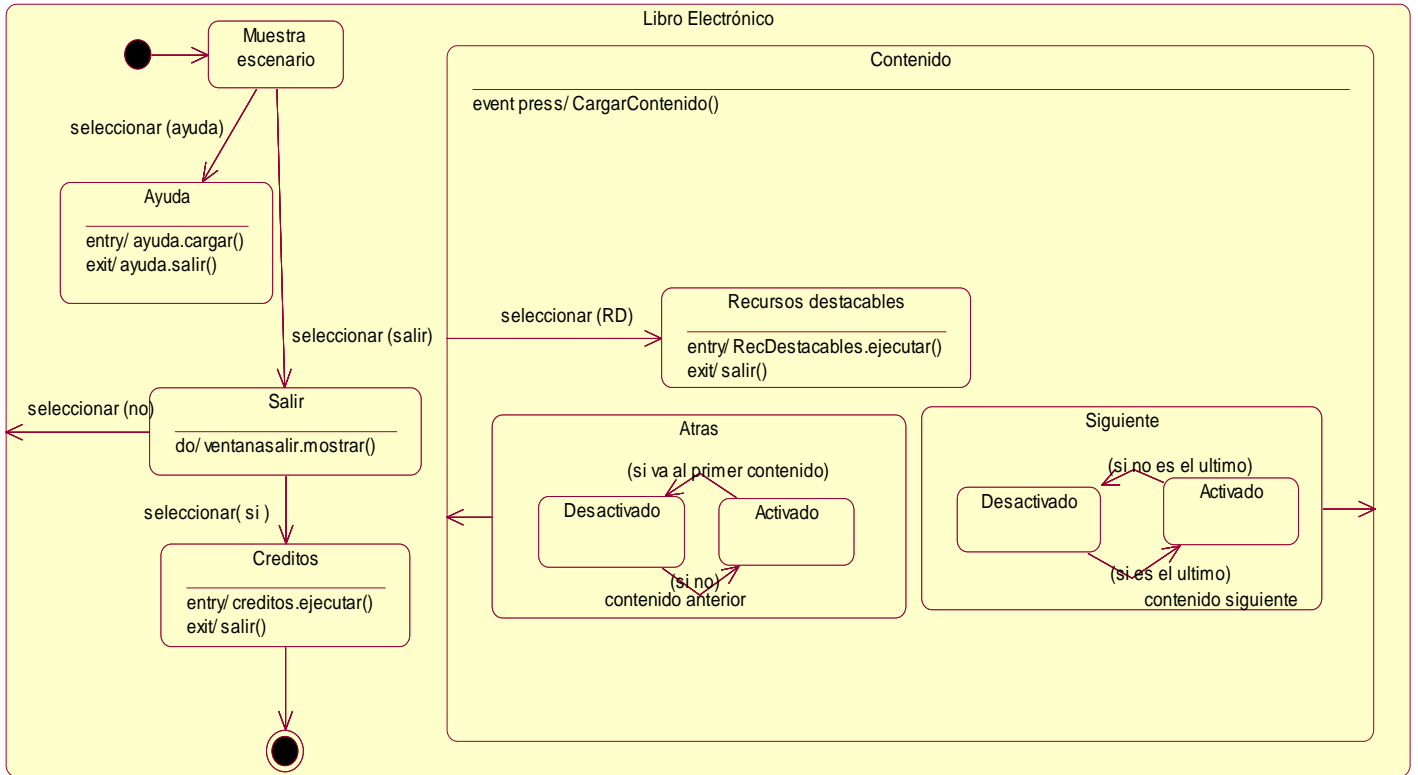 Libro Electrónico
Muestra
escenario
seleccionar (ayuda)
Ayuda
entry/ ayuda.cargar()
exit/ ayuda.salir()
seleccionar (salir)
Salir
do/ ventanasalir.mostrar()
seleccionar (no)
seleccionar( si )
Creditos
entry/ creditos.ejecutar()
exit/ salir()
Contenido
event press/ CargarContenido()
seleccionar (RD)
Recursos destacables
entry/ RecDestacables.ejecutar()
exit/ salir()
Atras
(si va al primer contenido)
Desactivado
Activado
(si no)
contenido anterior
Siguiente
(si no es el ultimo)
Desactivado
Activado
(si es el ultimo)
contenido siguiente